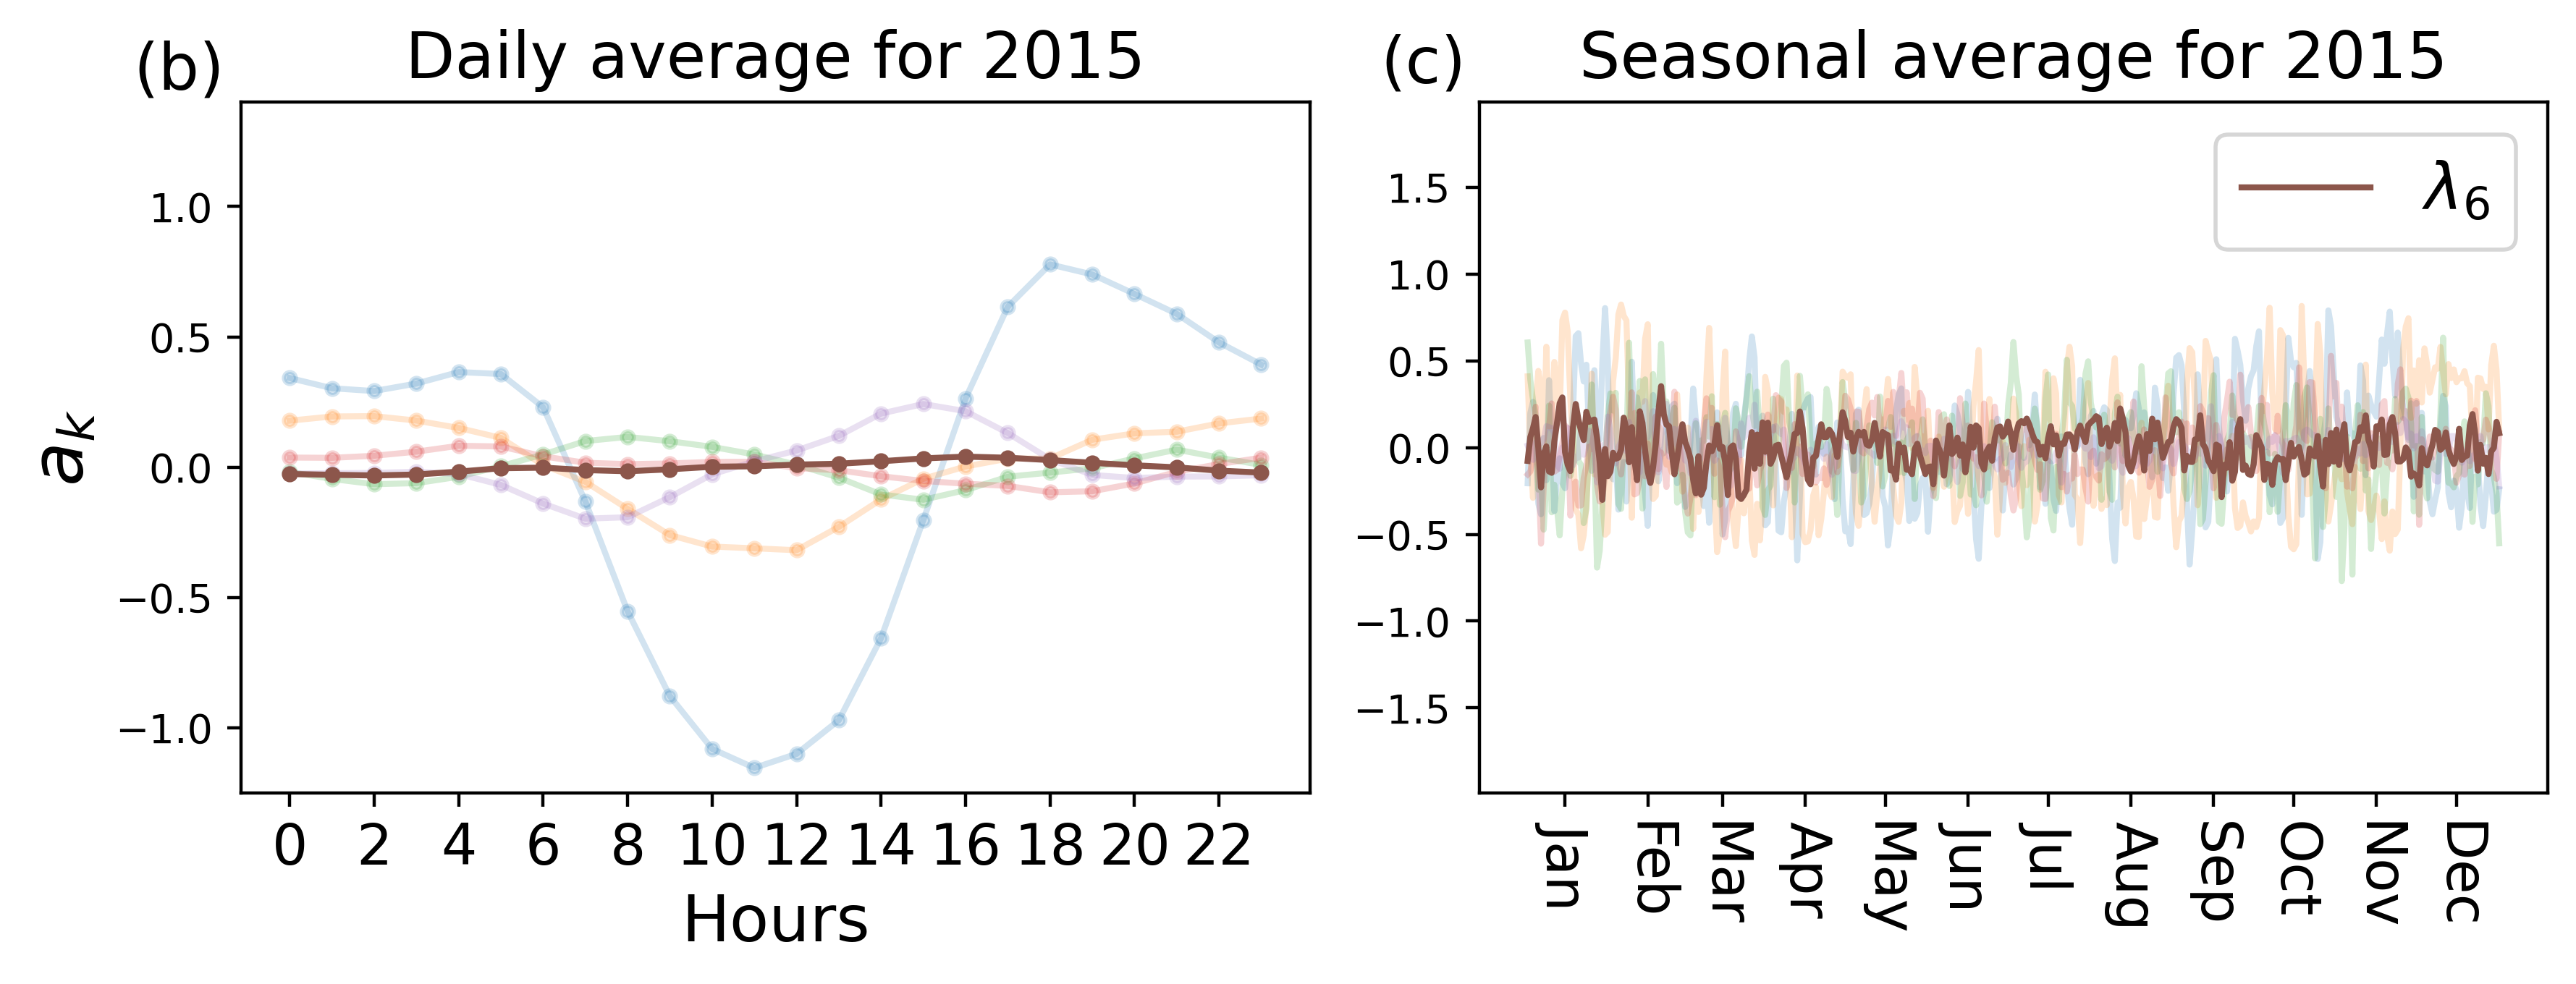 (b) Daily average for 2015
1.0
0.5
0.0
−0.5
−1.0
a_k
0 2 4 6 8 10 12 14 16 18 20 22
Hours
(c) Seasonal average for 2015
1.5
1.0
0.5
0.0
−0.5
−1.0
−1.5
λ₆
Jan Feb Mar Apr May Jun Jul Aug Sep Oct Nov Dec